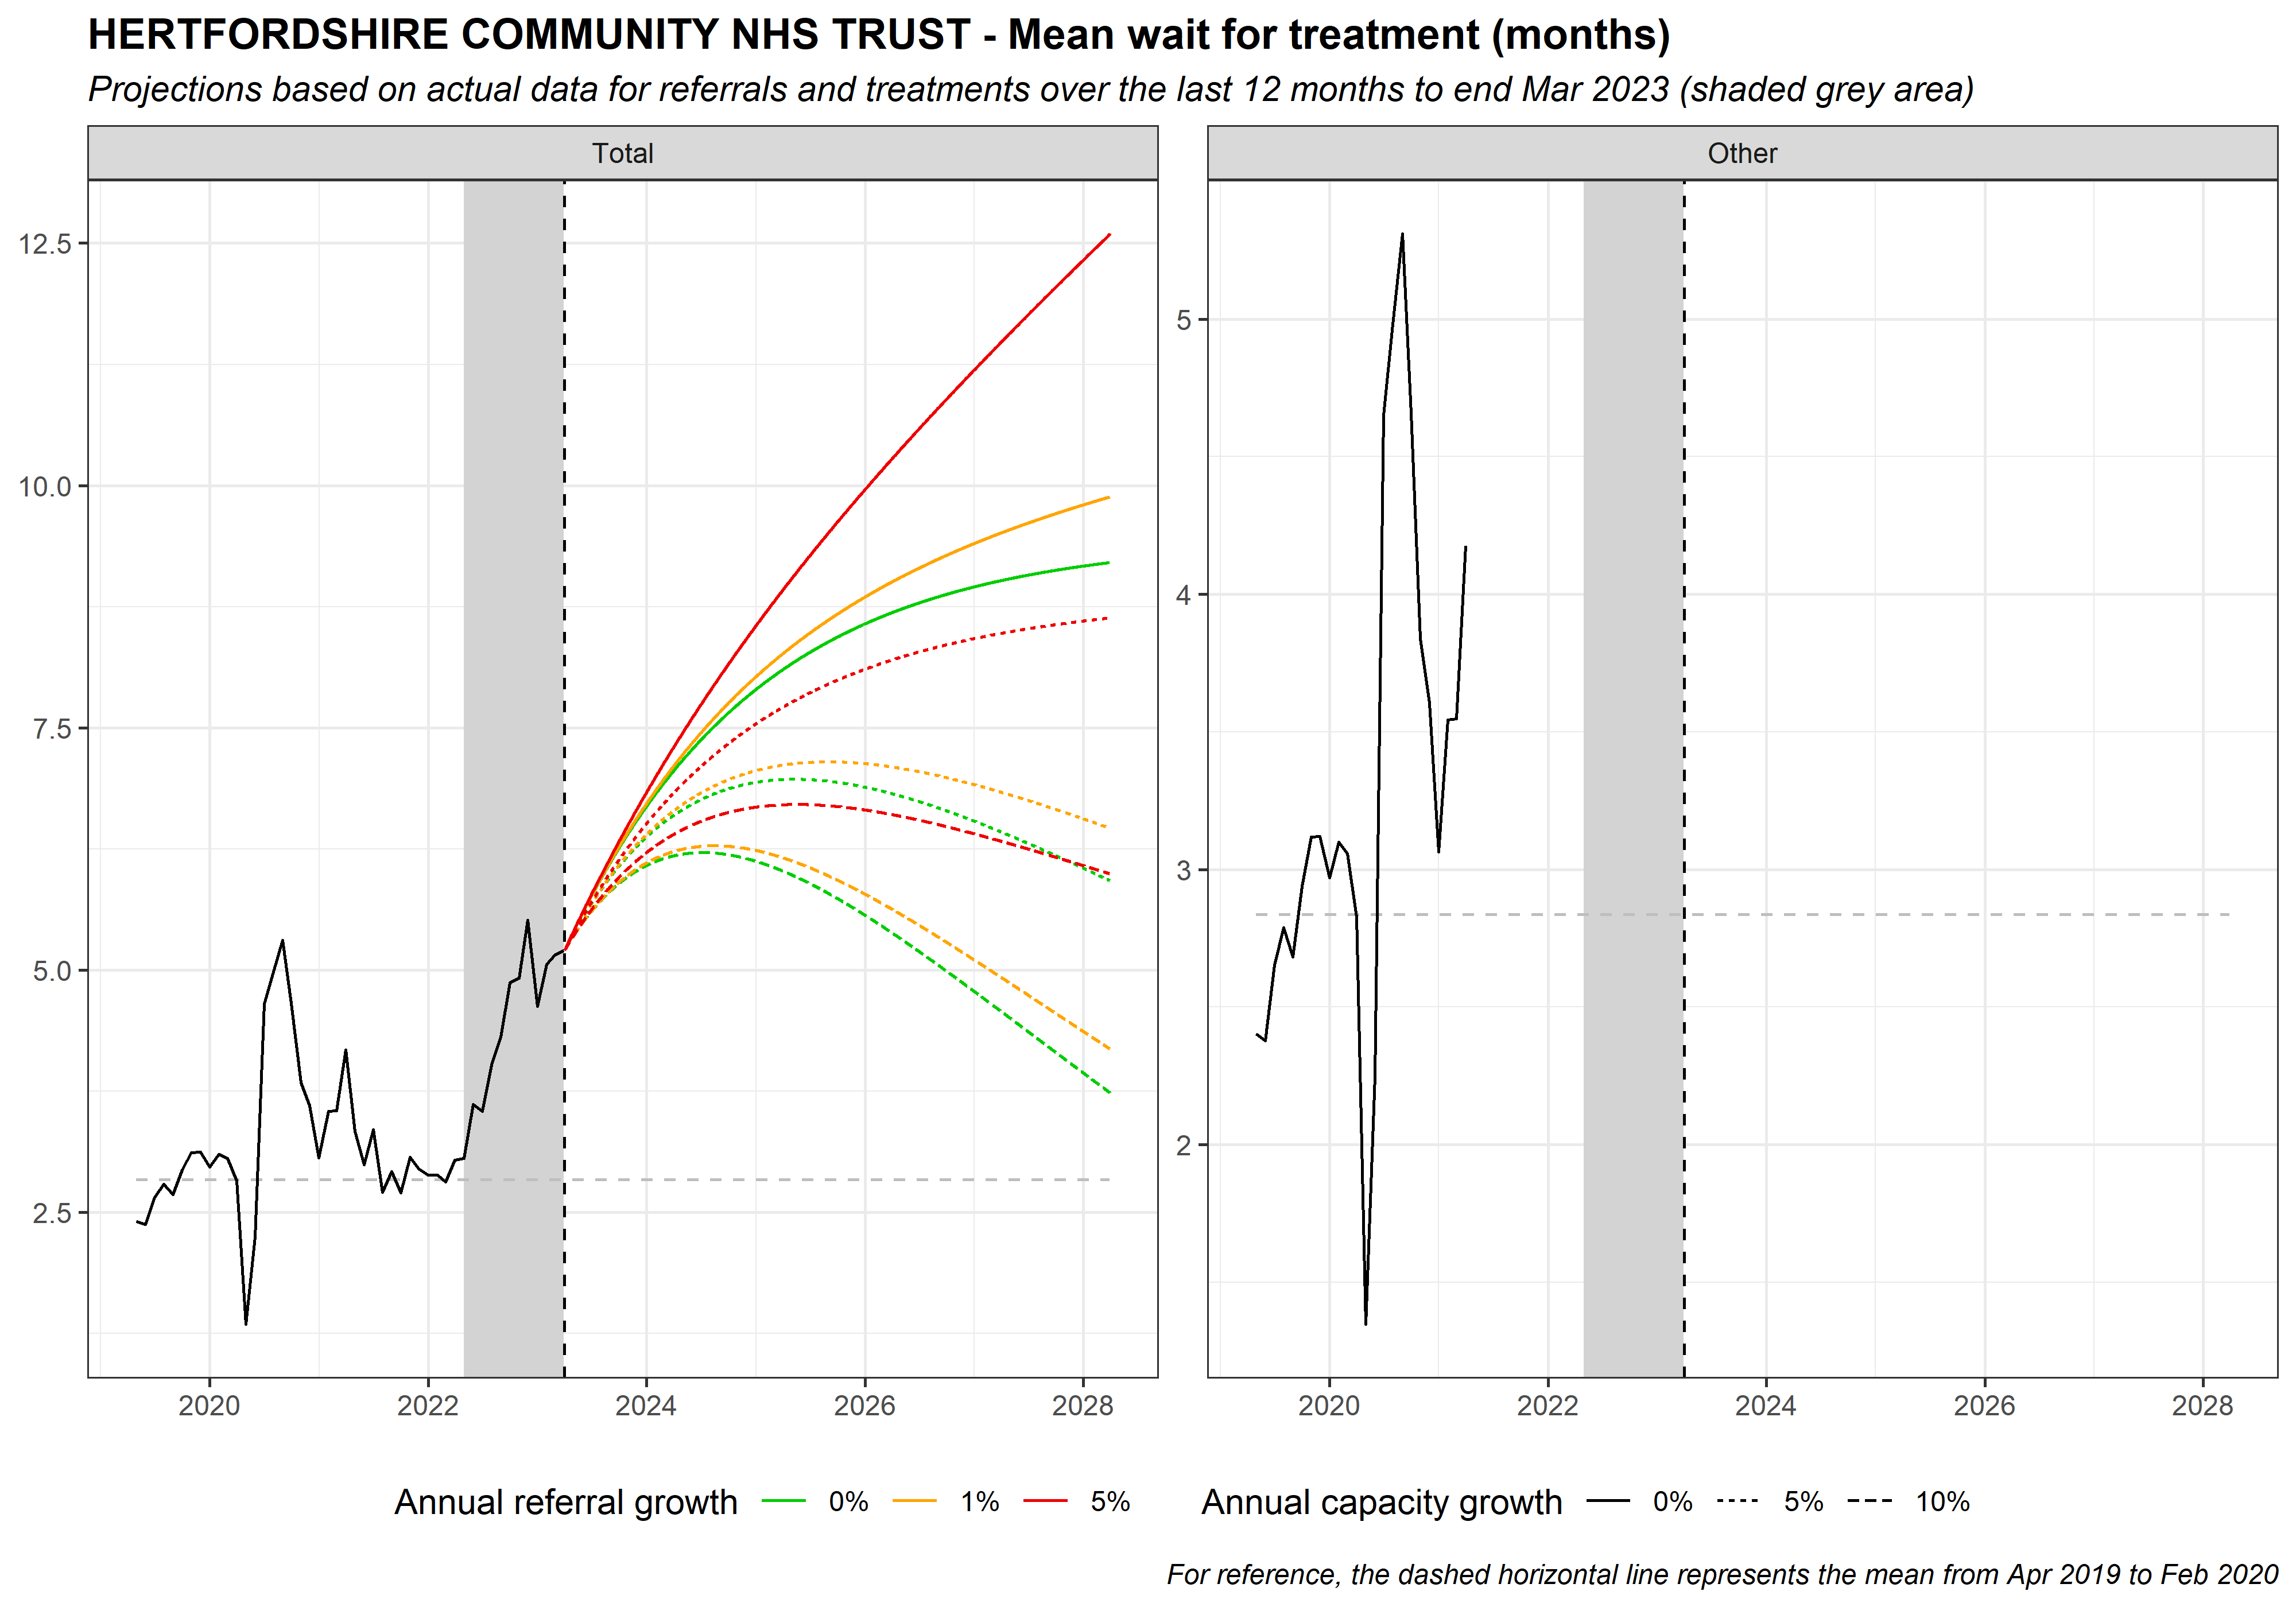 HERTFORDSHIRE COMMUNITY NHS TRUST - Mean wait for treatment (months)
Projections based on actual data for referrals and treatments over the last 12 months to end Mar 2023 (shaded grey area)
Total
Other
12.5
10.0
7.5
5.0
2.5
5
4
3
2
2020 2022 2024 2026 2028
2020 2022 2024 2026 2028
Annual referral growth 0% 1% 5% Annual capacity growth 0% 5% 10%
For reference, the dashed horizontal line represents the mean from Apr 2019 to Feb 2020